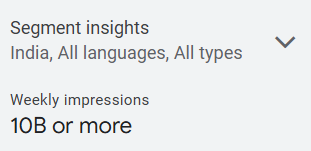 Segment insights
India, All languages, All types
Weekly impressions
10B or more